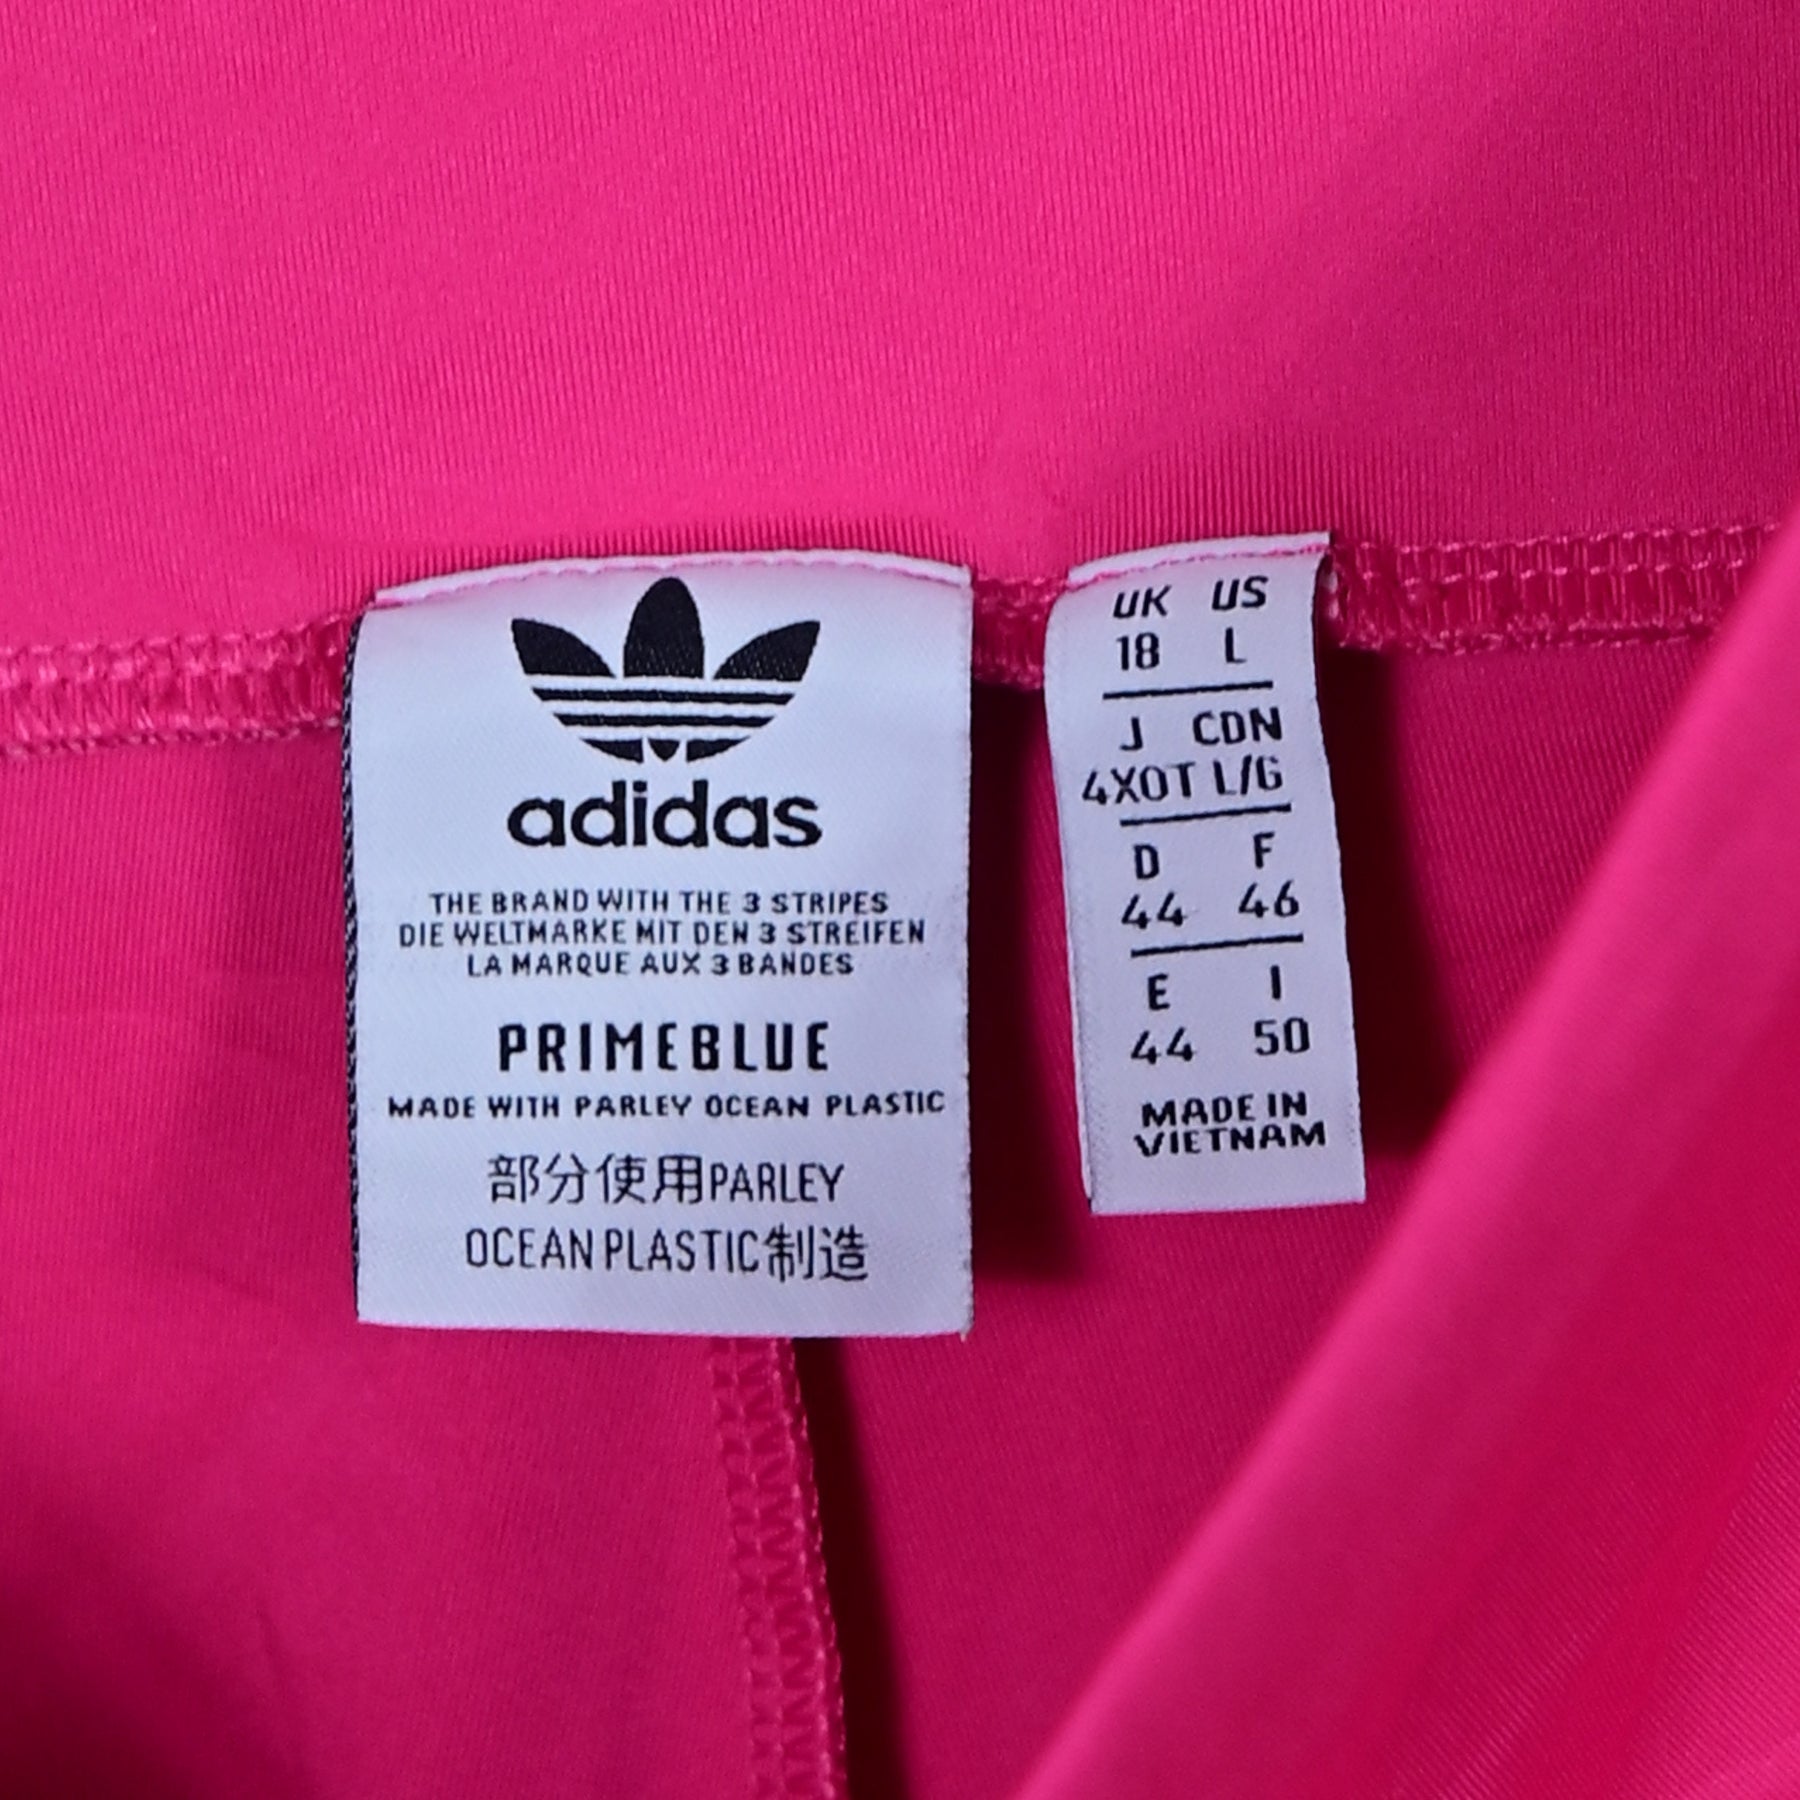 adidas
THE BRAND WITH THE 3 STRIPES
DIE WELTMARKE MIT DEN 3 STREIFEN
LA MARQUE AUX 3 BANDES
PRIMEBLUE
MADE WITH PARLEY OCEAN PLASTIC
部分使用PARLEY
OCEAN PLASTIC制造
UK US
18 L
J CDN
4XOT L/G
D F
44 46
E I
44 50
MADE IN
VIETNAM